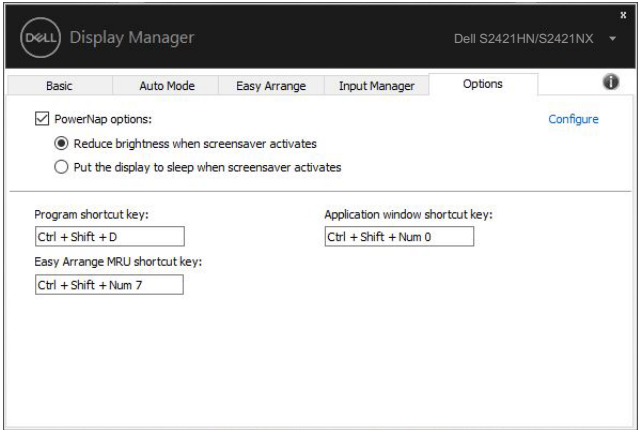 x
DELL Display Manager
Dell S2421HN/S2421NX
Basic Auto Mode Easy Arrange Input Manager Options i
PowerNap options: Configure
Reduce brightness when screensaver activates
Put the display to sleep when screensaver activates
Program shortcut key: Application window shortcut key:
Ctrl + Shift + D Ctrl + Shift + Num 0
Easy Arrange MRU shortcut key:
Ctrl + Shift + Num 7